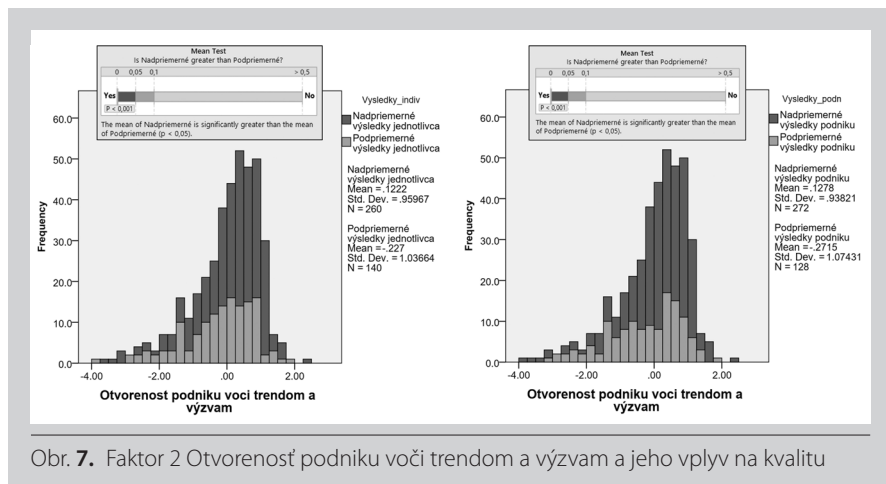 Mean Test
Is Nadpriemerné greater than Podpriemerné?
0 0,05 0,1 > 0,5
Yes No
P < 0,001
The mean of Nadpriemerné is significantly greater than the mean
of Podpriemerné (p < 0,05).
Vysledky_indiv
Nadpriemerné
výsledky jednotlivca
Podpriemerné
výsledky jednotlivca
Nadpriemerné
výsledky jednotlivca
Mean =.1222
Std. Dev. =.95967
N = 260
Podpriemerné
výsledky jednotlivca
Mean =-.227
Std. Dev. =1.03664
N = 140
Frequency
60.0
50.0
40.0
30.0
20.0
10.0
0.0
-4.00 -2.00 .00 2.00
Otvorenost podniku voci trendom a
výzvam
Mean Test
Is Nadpriemerné greater than Podpriemerné?
0 0,05 0,1 > 0,5
Yes No
P < 0,001
The mean of Nadpriemerné is significantly greater than the mean
of Podpriemerné (p < 0,05).
Vysledky_podn
Nadpriemerné
výsledky podniku
Podpriemerné
výsledky podniku
Nadpriemerné
výsledky podniku
Mean =.1278
Std. Dev. =.93821
N = 272
Podpriemerné
výsledky podniku
Mean =-.2715
Std. Dev. =1.07431
N = 128
Frequency
60.0
50.0
40.0
30.0
20.0
10.0
0.0
-4.00 -2.00 .00 2.00
Otvorenost podniku voci trendom a
výzvam
Obr. 7. Faktor 2 Otvorenosť podniku voči trendom a výzvam a jeho vplyv na kvalitu